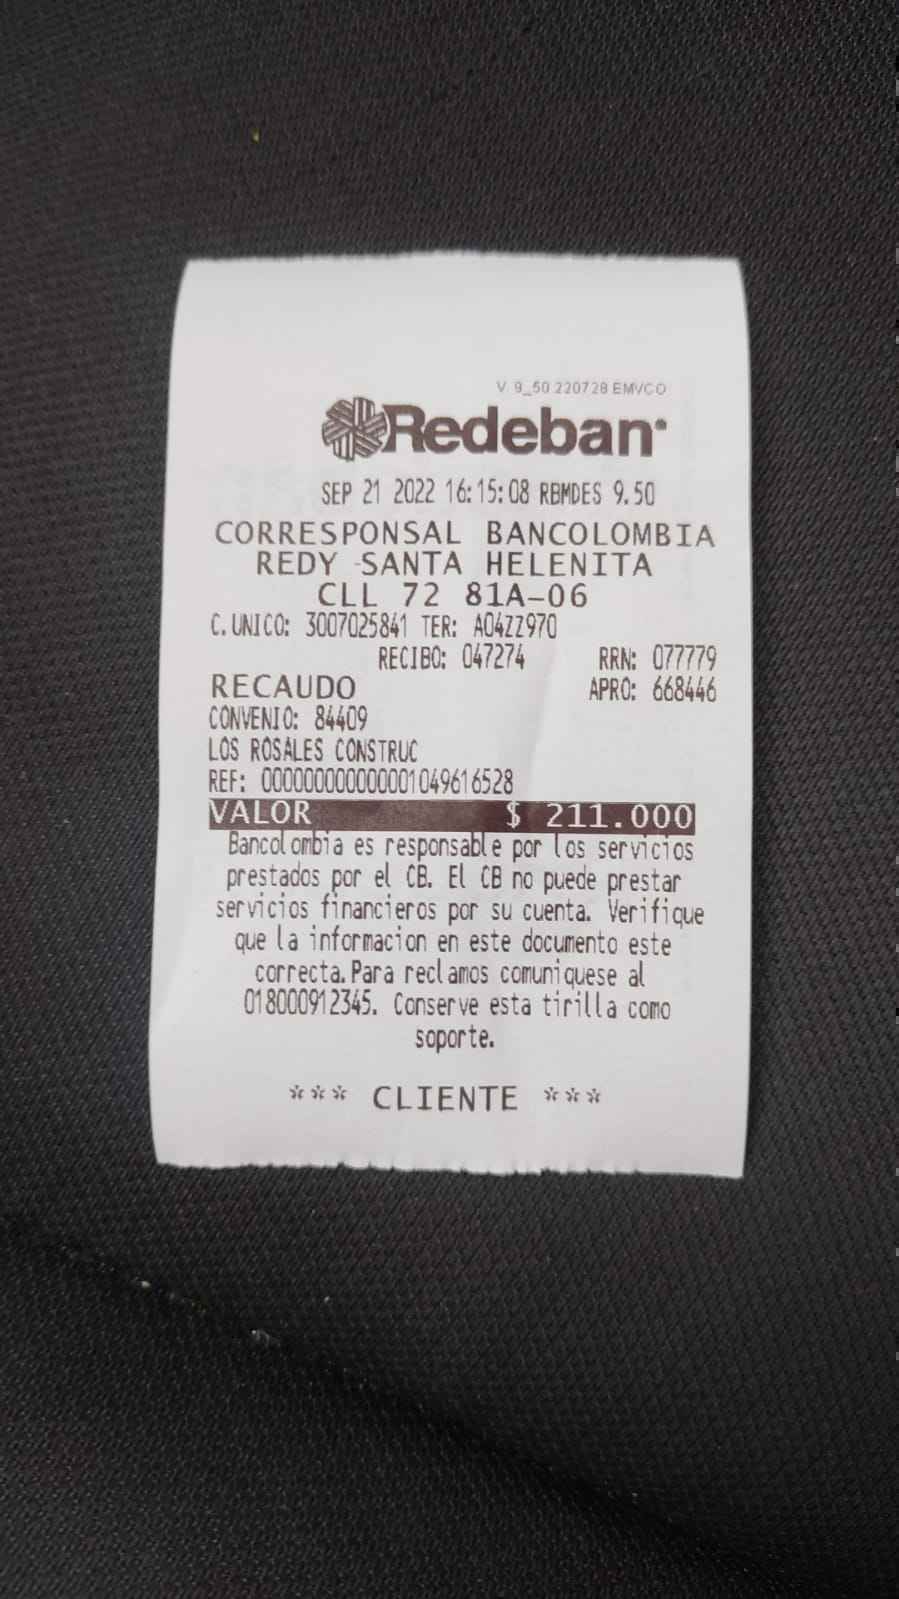 V 9_50 220728 EMVCO
Redeban
SEP 21 2022 16:15:08 RBMDES 9.50
CORRESPONSAL BANCOLOMBIA
REDY SANTA HELENITA
CLL 72 81A-06
C.UNICO: 3007025841 TER: A04ZZ970
RECIBO: 047274 RRN: 077779
RECAUDO APRO: 668446
CONVENIO: 84409
LOS ROSALES CONSTRUC
REF: 000000000000001049616528
VALOR $ 211.000
Bancolombia es responsable por los servicios
prestados por el CB. El CB no puede prestar
servicios financieros por su cuenta. Verifique
que la informacion en este documento este
correcta.Para reclamos comuniquese al
018000912345. Conserve esta tirilla como
soporte.
*** CLIENTE ***